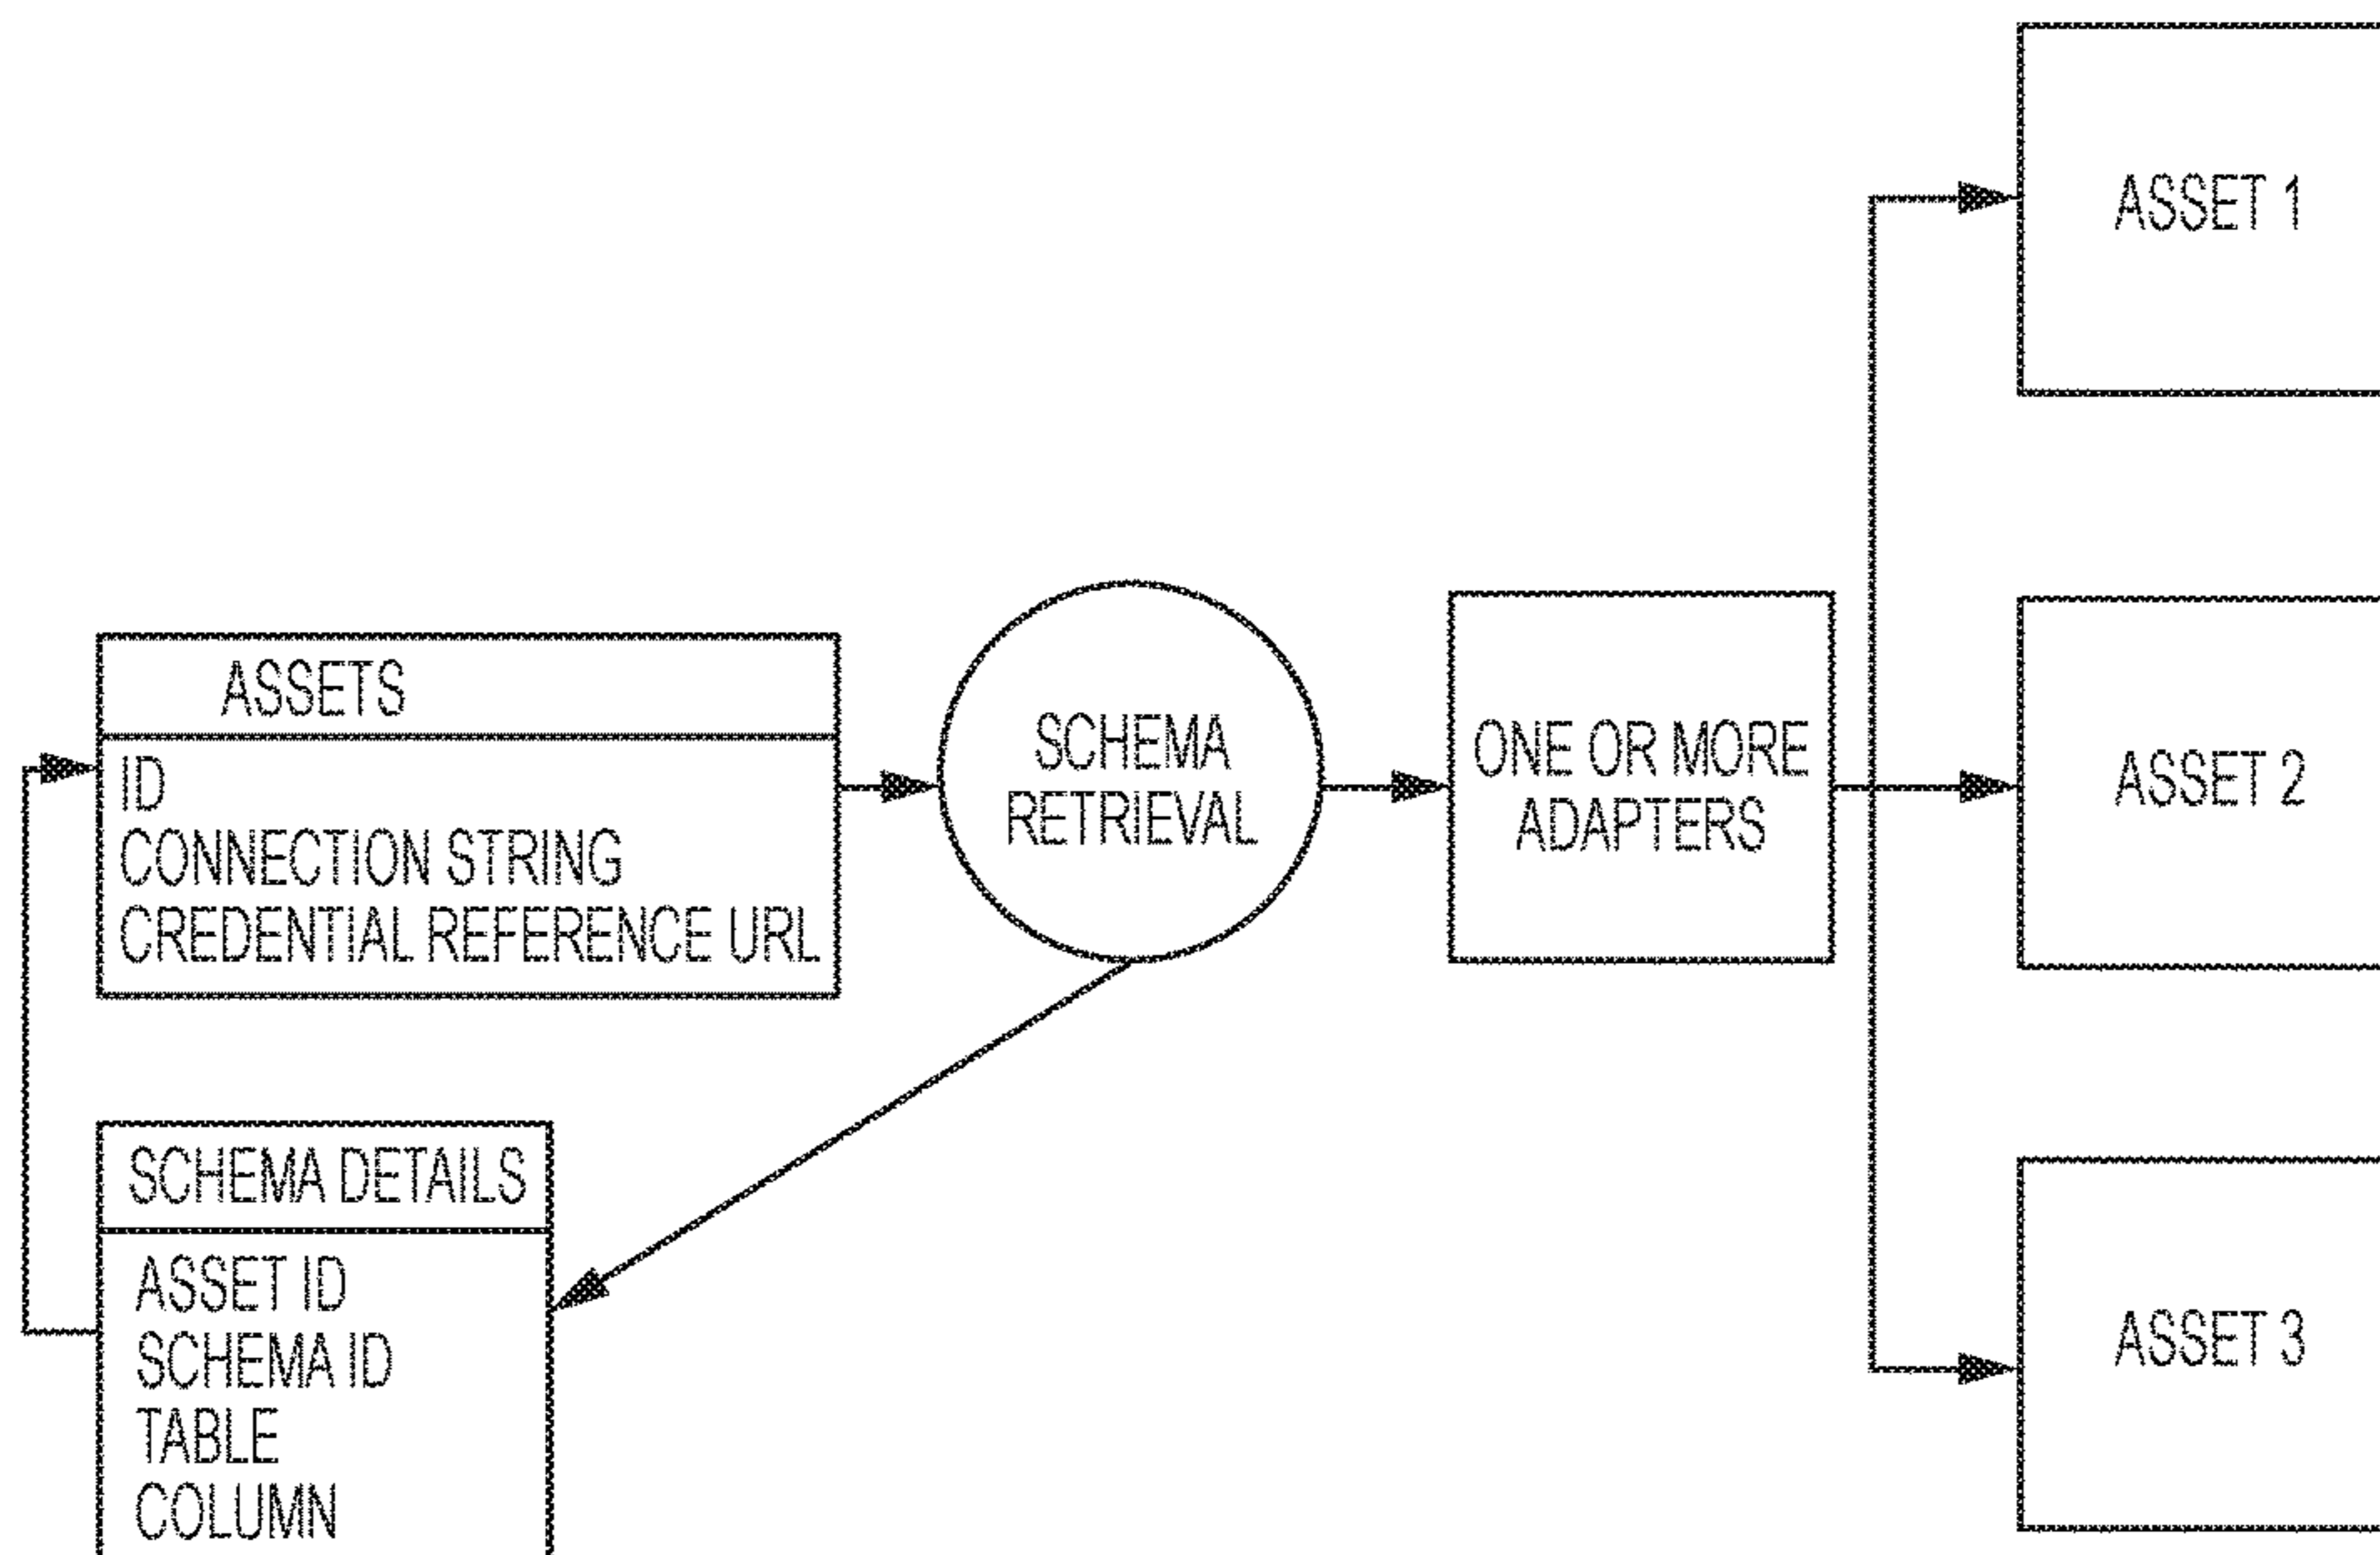 ASSETS
ID
CONNECTION STRING
CREDENTIAL REFERENCE URL
SCHEMA DETAILS
ASSET ID
SCHEMA ID
TABLE
COLUMN
SCHEMA
RETRIEVAL
ONE OR MORE
ADAPTERS
ASSET 1
ASSET 2
ASSET 3